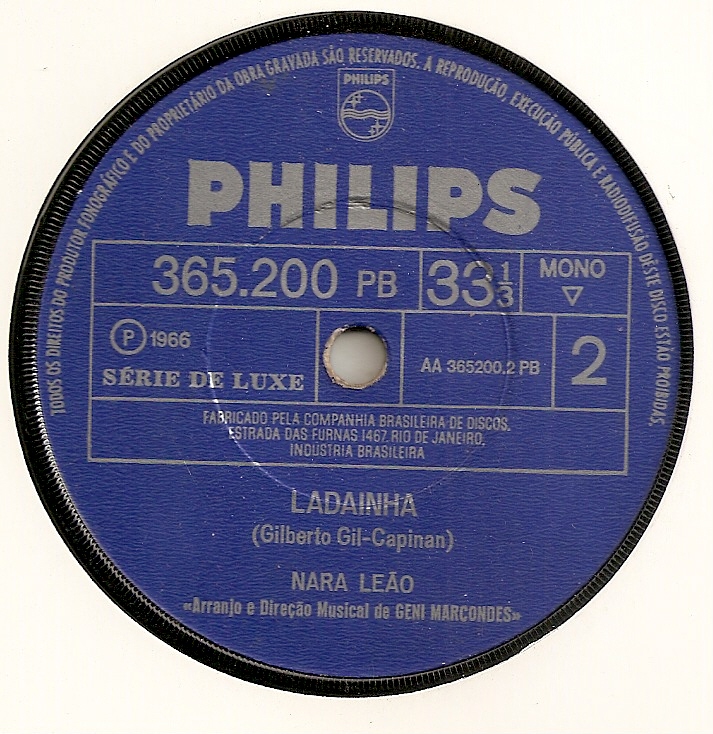 TODOS OS DIREITOS DO PRODUTOR FONOGRÁFICO E DO PROPRIETÁRIO DA OBRA GRAVADA SÃO RESERVADOS. A REPRODUÇÃO, EXECUÇÃO PÚBLICA E RADIODIFUSÃO DESTE DISCO ESTÃO PROIBIDAS.
PHILIPS
PHILIPS
365.200 PB
33 1/3
MONO
▽
Ⓟ 1966
SÉRIE DE LUXE
AA 365200.2 PB
2
FABRICADO PELA COMPANHIA BRASILEIRA DE DISCOS.
ESTRADA DAS FURNAS 1467. RIO DE JANEIRO.
INDUSTRIA BRASILEIRA
LADAINHA
(Gilberto Gil-Capinan)
NARA LEÃO
«Arranjo e Direção Musical de GENI MARCONDES»